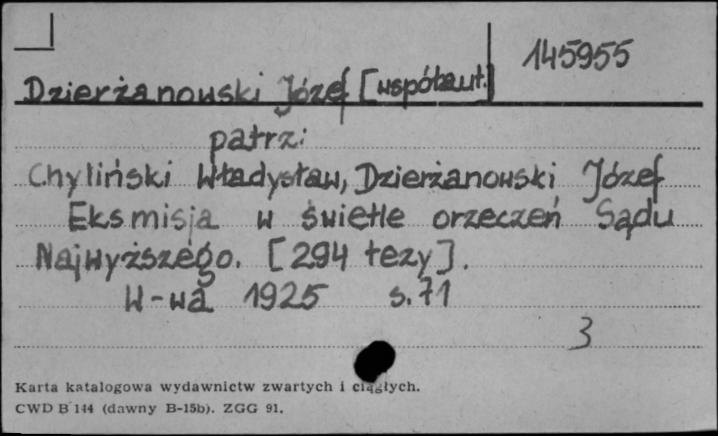 145955
Dzierżanowski Józef [współaut.]
patrz:
Chyliński Władysław, Dzierżanowski Józef
Eksmisja w świetle orzeczeń Sądu
Najwyższego. [294 tezy].
W-wa 1925 s. 71
3
Karta katalogowa wydawnictw zwartych i ciągłych.
CWD B 144 (dawny B-15b). ZGG 91.